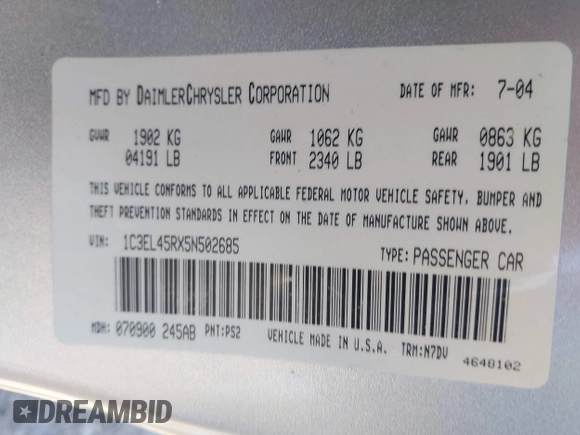 MFD BY DAIMLERCHRYSLER CORPORATION DATE OF MFR: 7-04
GVWR 1902 KG GAWR 1062 KG GAWR 0863 KG
04191 LB FRONT 2340 LB REAR 1901 LB
THIS VEHICLE CONFORMS TO ALL APPLICABLE FEDERAL MOTOR VEHICLE SAFETY, BUMPER AND
THEFT PREVENTION STANDARDS IN EFFECT ON THE DATE OF MANUFACTURE SHOWN ABOVE.
VIN: 1C3EL45RX5N502685 TYPE: PASSENGER CAR
MDH: 070900 245AB PNT: PS2 VEHICLE MADE IN U.S.A. TRM: N7DV 4648102
DREAMBID